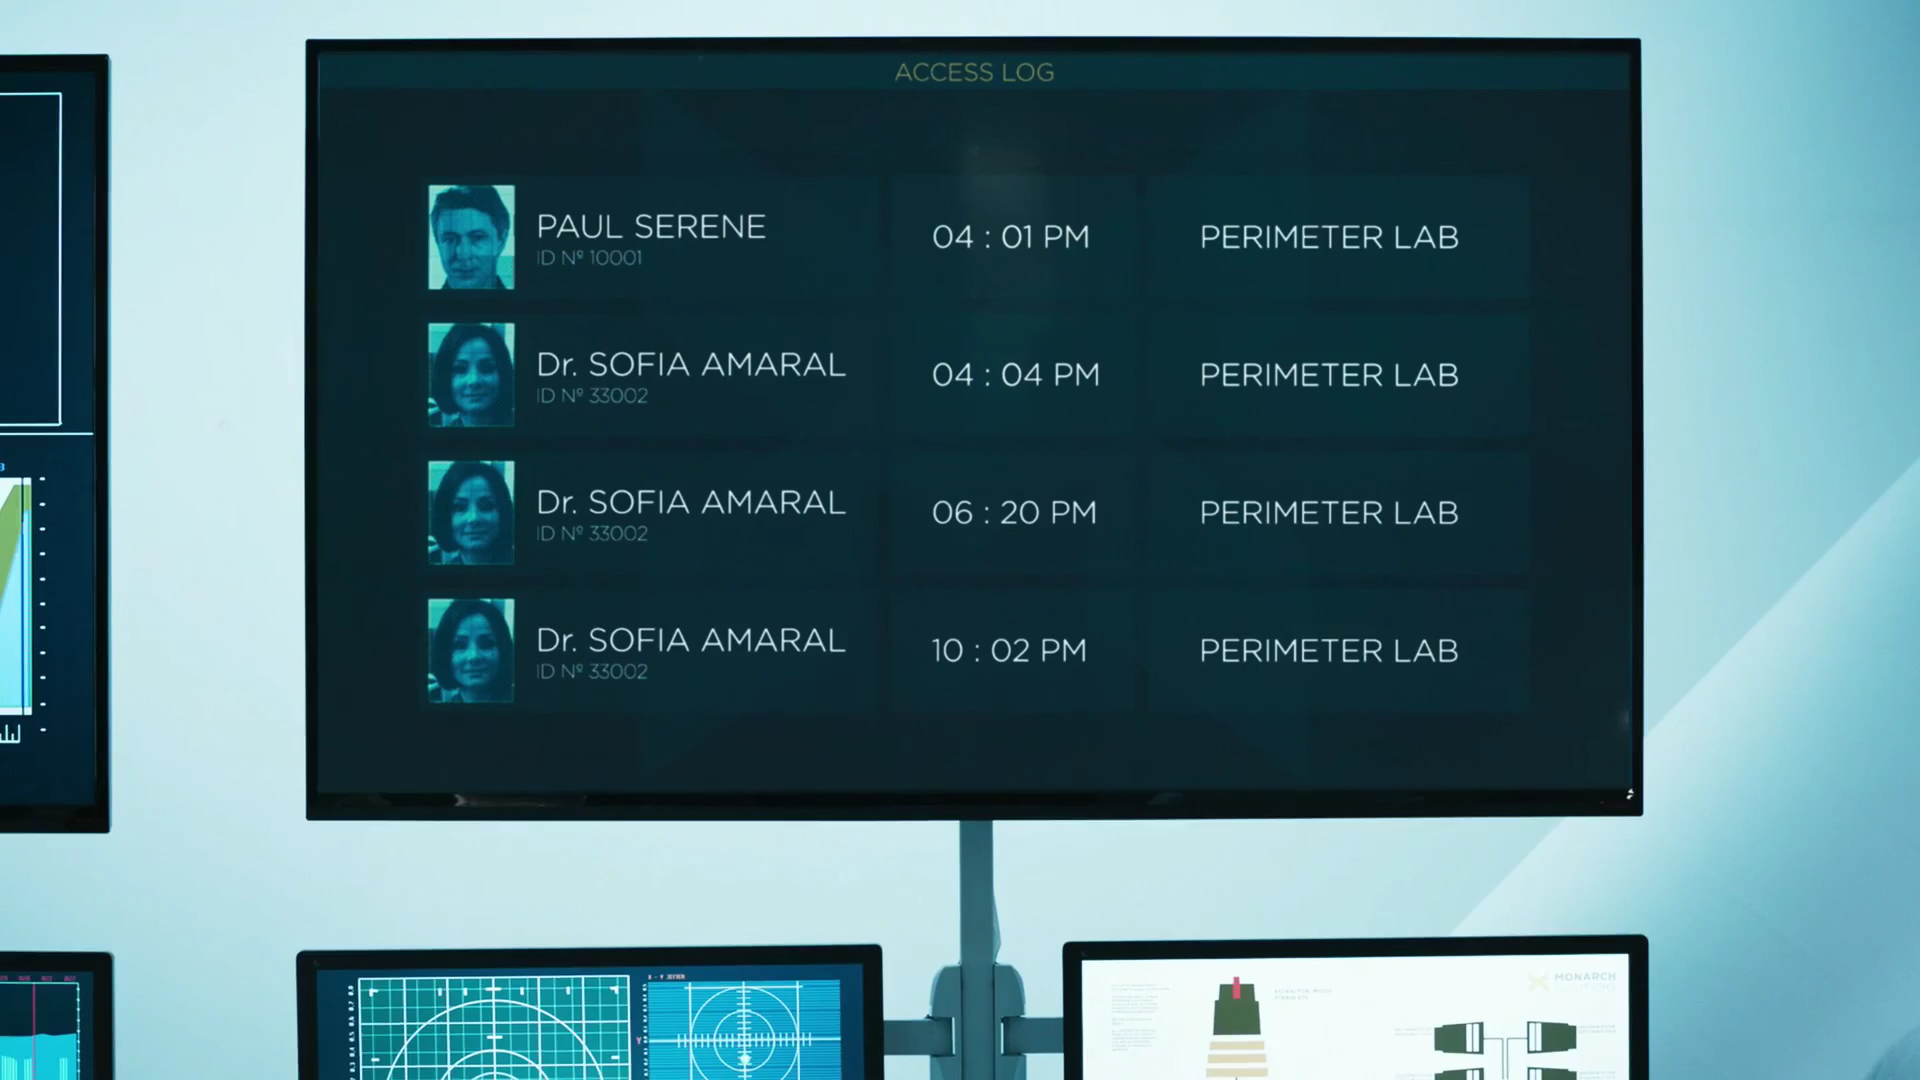 ACCESS LOG
PAUL SERENE
ID Nº 10001
04 : 01 PM
PERIMETER LAB
Dr. SOFIA AMARAL
ID Nº 33002
04 : 04 PM
PERIMETER LAB
Dr. SOFIA AMARAL
ID Nº 33002
06 : 20 PM
PERIMETER LAB
Dr. SOFIA AMARAL
ID Nº 33002
10 : 02 PM
PERIMETER LAB
MONARCH
SOLUTIONS